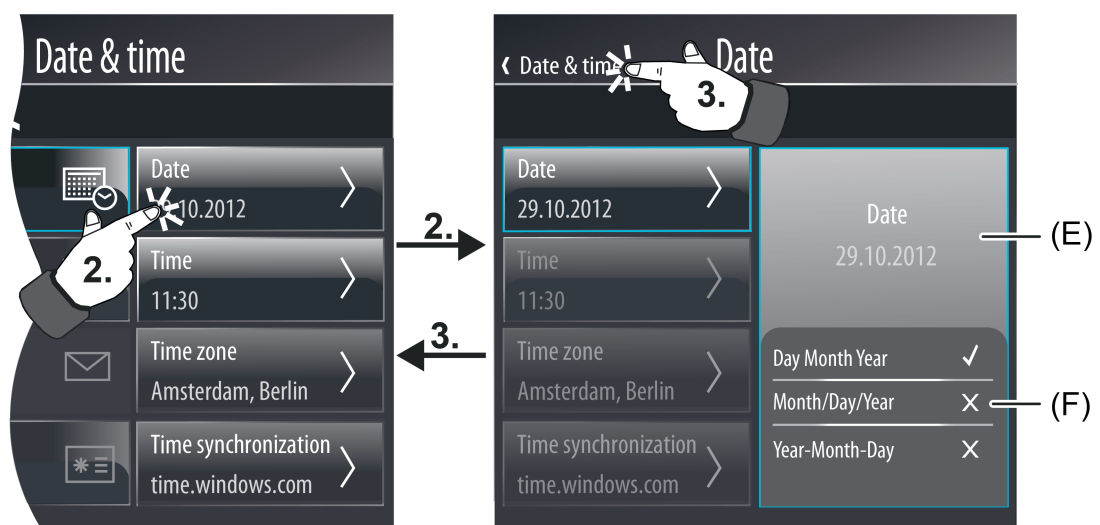 Date & time
Date
.10.2012
2.
Time
11:30
Time zone
Amsterdam, Berlin
Time synchronization
time.windows.com
2.
3.
Date & time
Date
3.
Date
29.10.2012
Time
11:30
Time zone
Amsterdam, Berlin
Time synchronization
time.windows.com
Date
29.10.2012
(E)
Day Month Year ✓
Month/Day/Year X
(F)
Year-Month-Day X